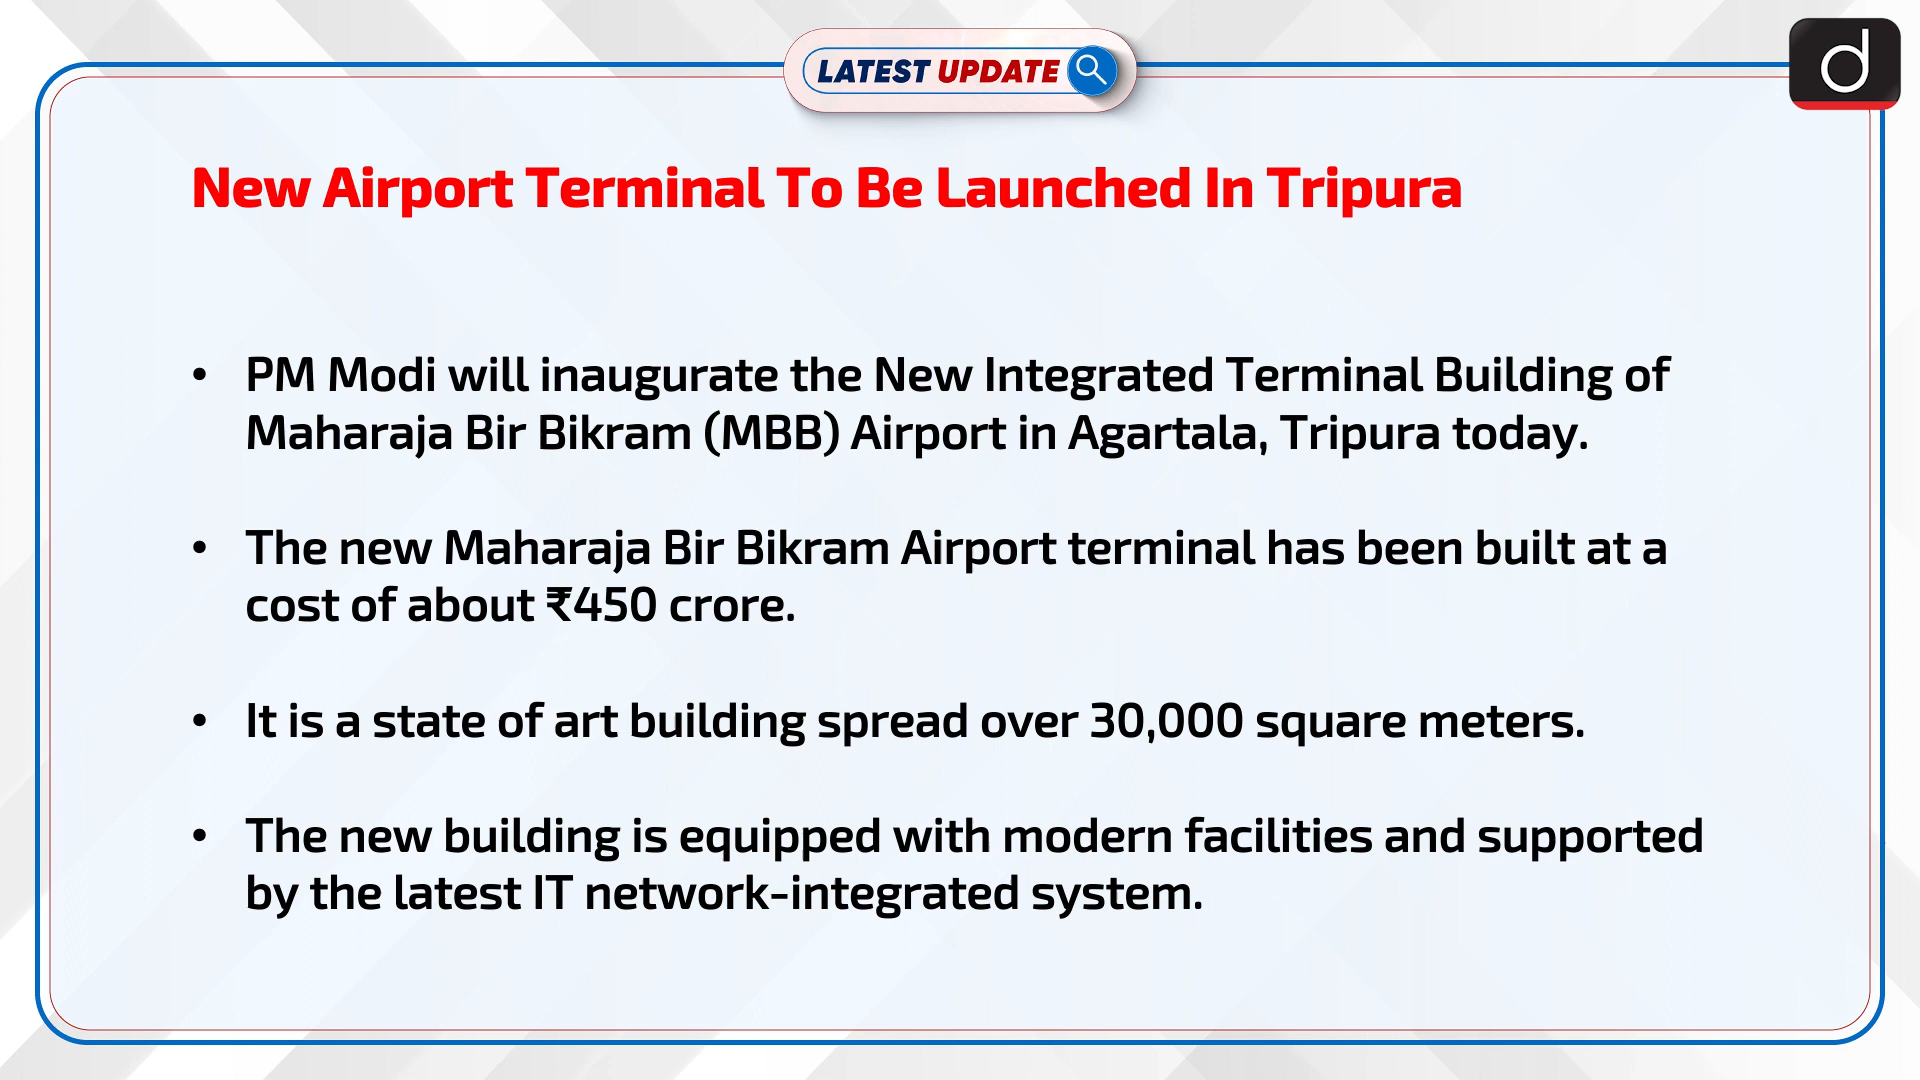 LATEST UPDATE
d
New Airport Terminal To Be Launched In Tripura
• PM Modi will inaugurate the New Integrated Terminal Building of
Maharaja Bir Bikram (MBB) Airport in Agartala, Tripura today.
• The new Maharaja Bir Bikram Airport terminal has been built at a
cost of about ₹450 crore.
• It is a state of art building spread over 30,000 square meters.
• The new building is equipped with modern facilities and supported
by the latest IT network-integrated system.